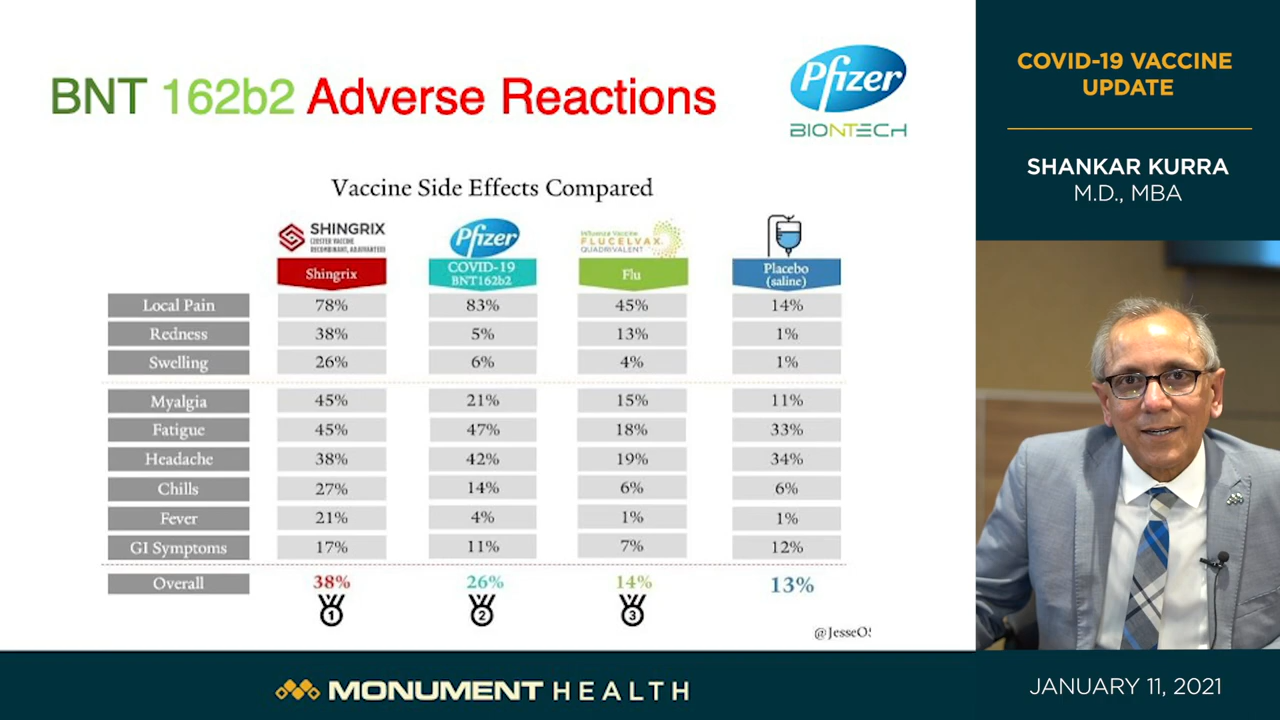 BNT 162b2 Adverse Reactions
Pfizer
BIONTECH
COVID-19 VACCINE
UPDATE
SHANKAR KURRA
M.D., MBA
Vaccine Side Effects Compared
SHINGRIX
Pfizer
FLUCELVAX
QUADRIVALENT
Shingrix
COVID-19
BNT162b2
Flu
Placebo
(saline)
Local Pain 78% 83% 45% 14%
Redness 38% 5% 13% 1%
Swelling 26% 6% 4% 1%
Myalgia 45% 21% 15% 11%
Fatigue 45% 47% 18% 33%
Headache 38% 42% 19% 34%
Chills 27% 14% 6% 6%
Fever 21% 4% 1% 1%
GI Symptoms 17% 11% 7% 12%
Overall 38% 26% 14% 13%
1 2 3
MONUMENT HEALTH
JANUARY 11, 2021